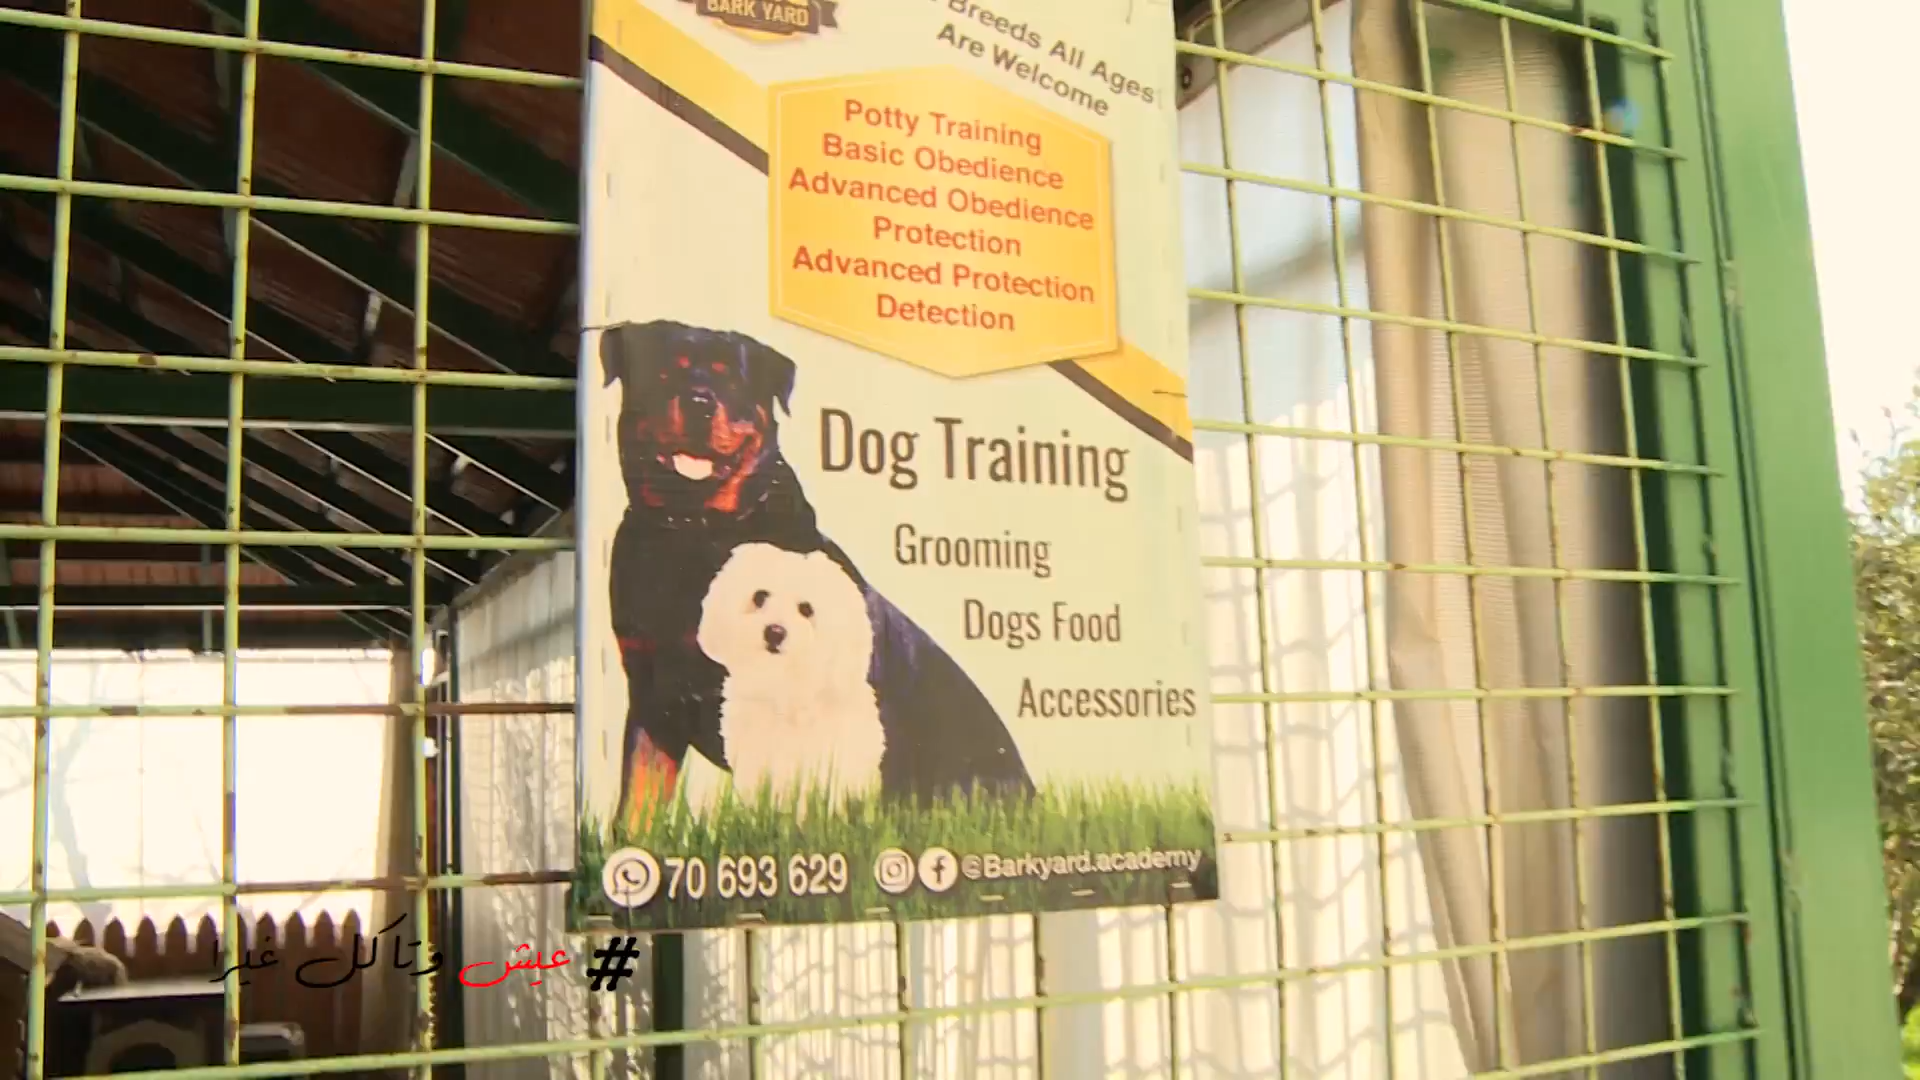 BARK YARD
Breeds All Ages
Are Welcome
Potty Training
Basic Obedience
Advanced Obedience
Protection
Advanced Protection
Detection
Dog Training
Grooming
Dogs Food
Accessories
70 693 629
@Barkyard.academy
#عيش وتاكل غيرا